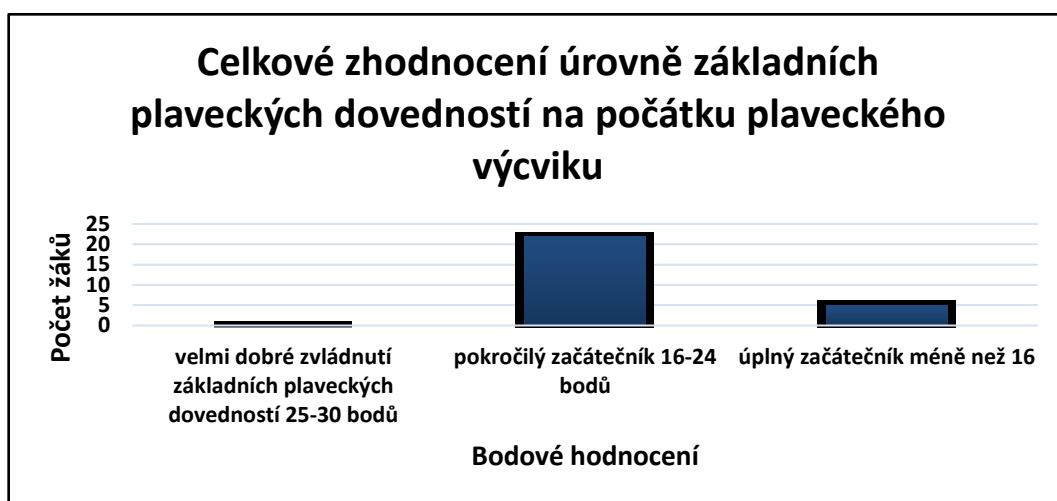 Celkové zhodnocení úrovně základních
plaveckých dovedností na počátku plaveckého
výcviku
Počet žáků
25
20
15
10
5
0
velmi dobré zvládnutí
základních plaveckých
dovedností 25-30 bodů
pokročilý začátečník 16-24
bodů
úplný začátečník méně než 16
Bodové hodnocení